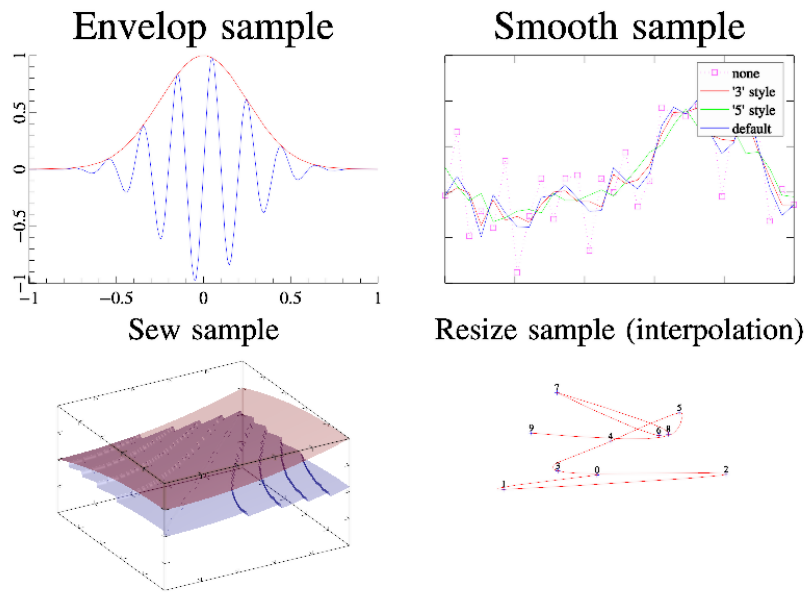 Envelop sample
Smooth sample
1
0.5
0
−0.5
−1
−1
−0.5
0
0.5
1
none
'3' style
'5' style
default
Sew sample
Resize sample (interpolation)
7
5
9
4
6
8
3
0
2
1